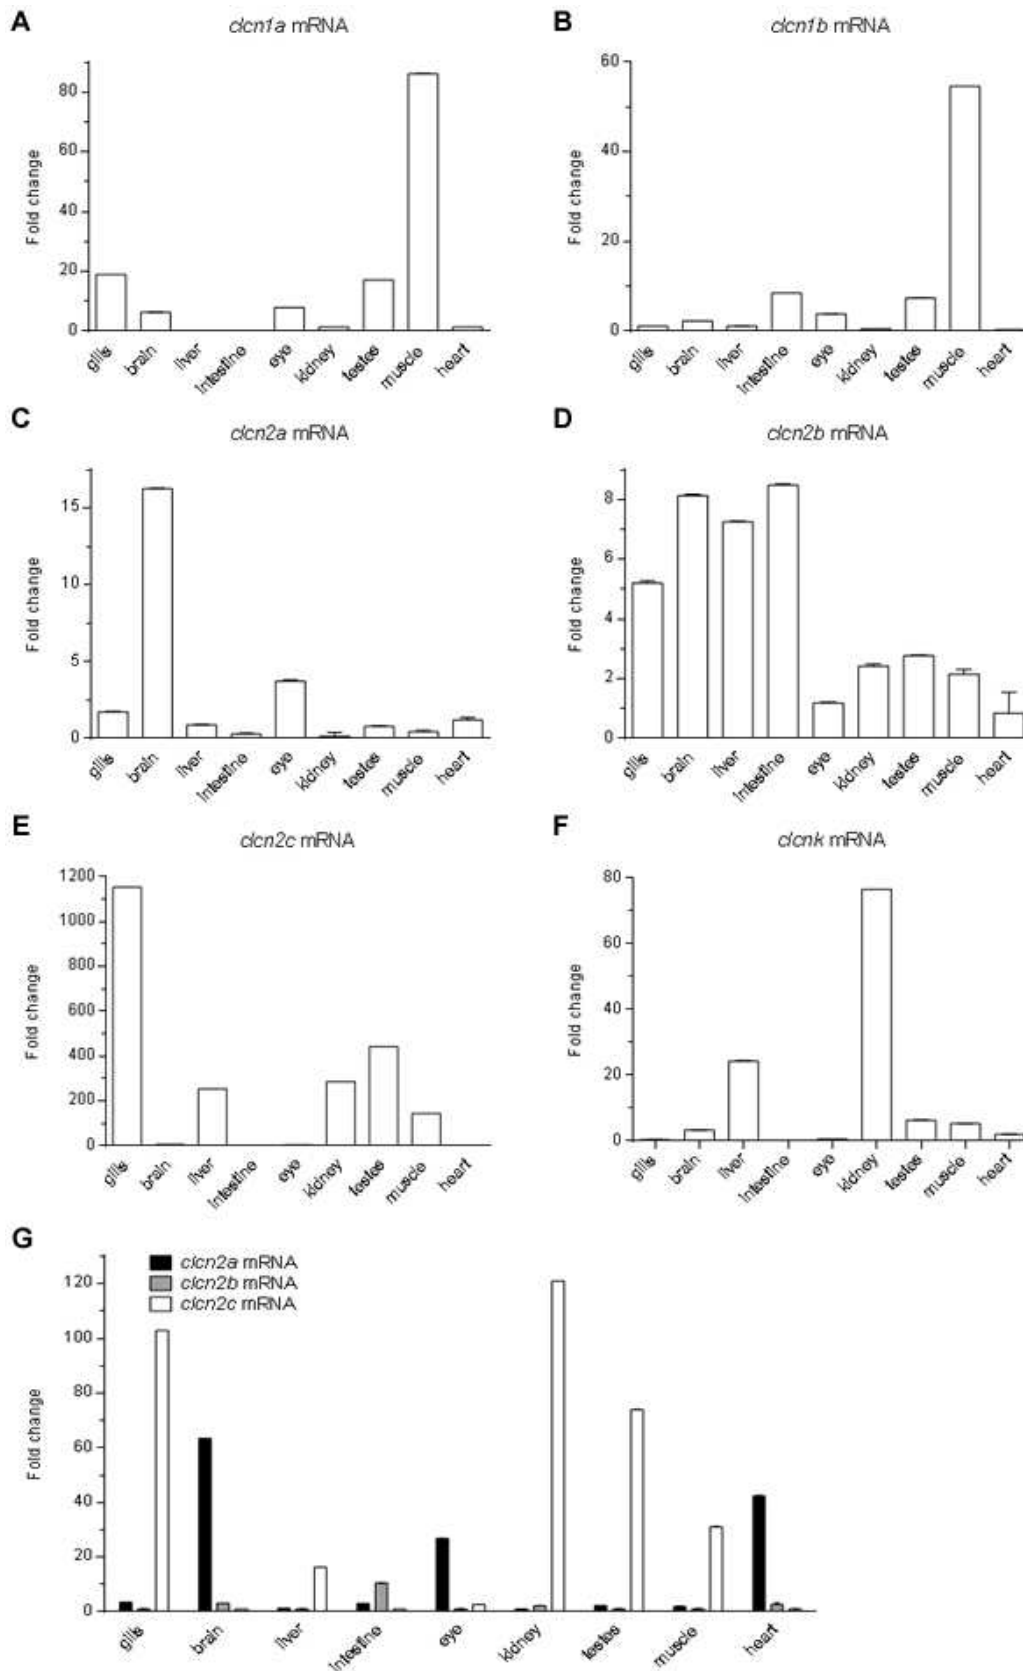 A
clcn1a mRNA
Fold change
80
60
40
20
0
gills
brain
liver
Intestine
eye
kidney
testes
muscle
heart
B
clcn1b mRNA
Fold change
60
40
20
0
gills
brain
liver
Intestine
eye
kidney
testes
muscle
heart
C
clcn2a mRNA
Fold change
15
10
5
0
gills
brain
liver
Intestine
eye
kidney
testes
muscle
heart
D
clcn2b mRNA
Fold change
8
6
4
2
0
gills
brain
liver
Intestine
eye
kidney
testes
muscle
heart
E
clcn2c mRNA
Fold change
1200
1000
800
600
400
200
0
gills
brain
liver
Intestine
eye
kidney
testes
muscle
heart
F
clcnk mRNA
Fold change
80
60
40
20
0
gills
brain
liver
Intestine
eye
kidney
testes
muscle
heart
G
clcn2a mRNA
clcn2b mRNA
clcn2c mRNA
Fold change
120
100
80
60
40
20
0
gills
brain
liver
Intestine
eye
kidney
testes
muscle
heart